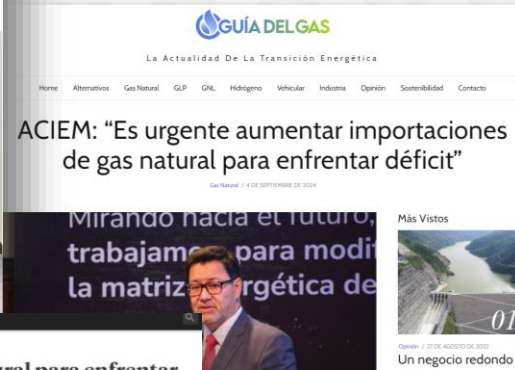 GUÍA DEL GAS
La Actualidad De La Transición Energética
Home Alternativos Gas Natural GLP GNL Hidrógeno Vehicular Industria Opinión Sostenibilidad Contacto
ACIEM: “Es urgente aumentar importaciones
de gas natural para enfrentar déficit”
Gas Natural / 4 DE SEPTIEMBRE DE 2024
Mirando hacia el futuro,
trabajam para modi
la matriz rgética de
Más Vistos
01
Opinión / 27 DE AGOSTO DE 2022
Un negocio redondo
ral para enfrentar